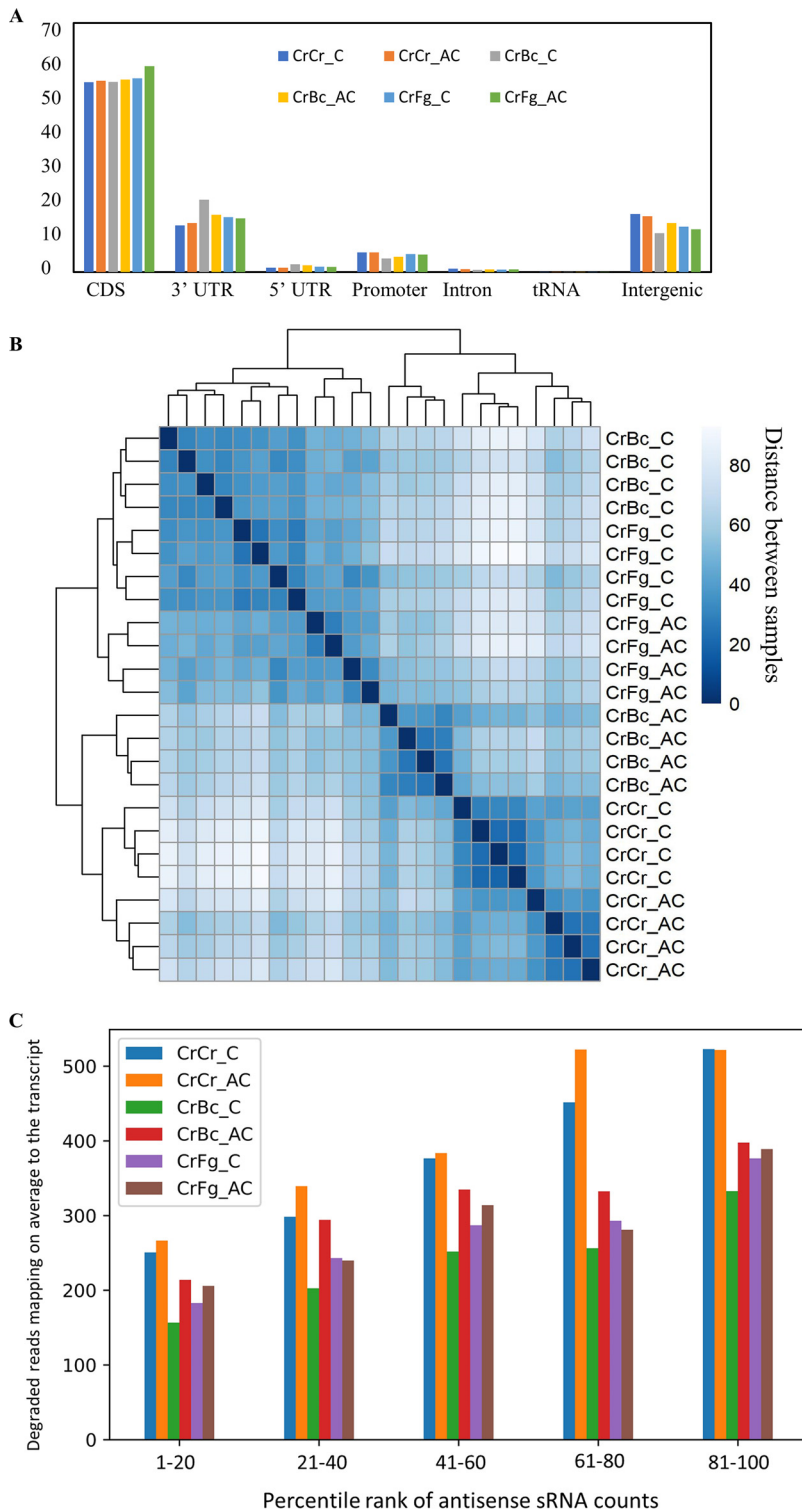 A
70
60
50
40
30
20
10
0
CrCr_C CrCr_AC CrBc_C
CrBc_AC CrFg_C CrFg_AC
CDS 3’ UTR 5’ UTR Promoter Intron tRNA Intergenic
B
CrBc_C
CrBc_C
CrBc_C
CrBc_C
CrFg_C
CrFg_C
CrFg_C
CrFg_C
CrFg_AC
CrFg_AC
CrFg_AC
CrFg_AC
CrBc_AC
CrBc_AC
CrBc_AC
CrBc_AC
CrCr_C
CrCr_C
CrCr_C
CrCr_C
CrCr_AC
CrCr_AC
CrCr_AC
CrCr_AC
80
60
40
20
0
Distance between samples
C
Degraded reads mapping on average to the transcript
500
400
300
200
100
0
CrCr_C
CrCr_AC
CrBc_C
CrBc_AC
CrFg_C
CrFg_AC
1-20 21-40 41-60 61-80 81-100
Percentile rank of antisense sRNA counts